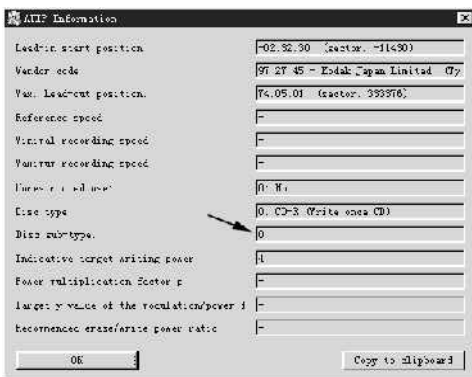 ATIP Information
Lead-in start position -02.32.30 (sector. -11430)
Vendor code 97 27 45 - Kodak Japan Limited (Ty
Max. Lead-out position. 74.05.01 (sector. 333376)
Reference speed -
Minimal recording speed -
Maximum recording speed -
Unrestricted use: 0: No
Disc type 0. CD-R (Write once CD)
Disc sub-type. 0
Indicative target writing power 4
Power multiplication factor p -
Target y value of the modulation/power f -
Recommended erase/write power ratio -
OK
Copy to clipboard